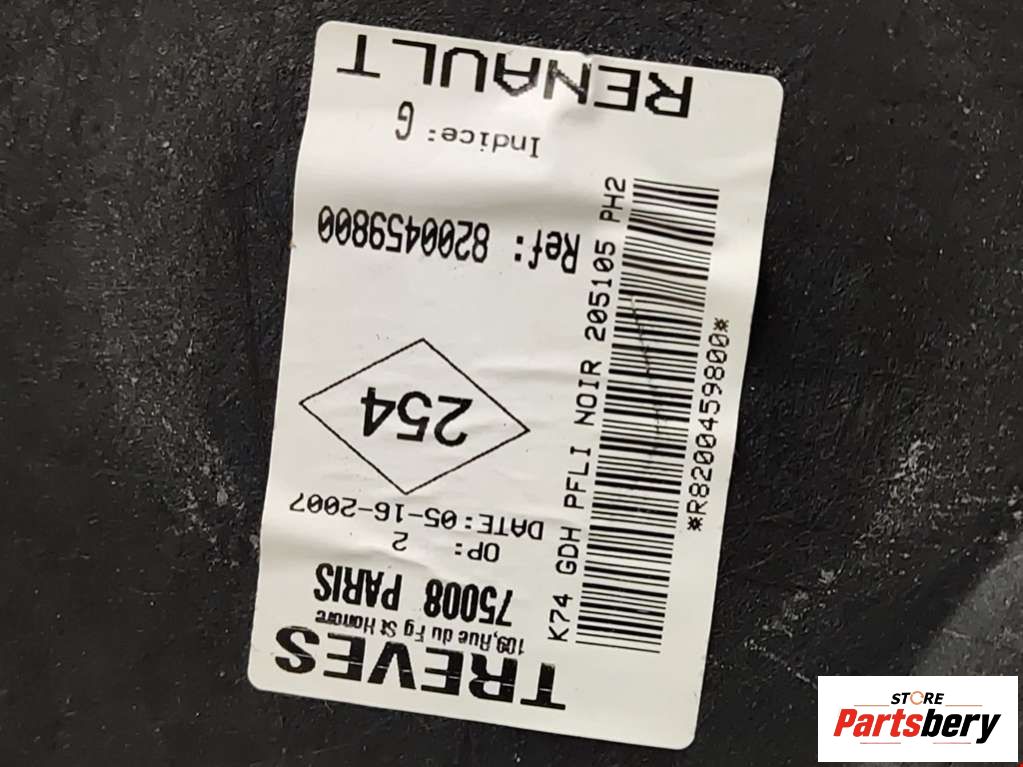 TREVES
109,Rue du Fg St Honore
75008 PARIS
OP: 2
DATE:05-16-2007
254
Ref: 8200459800
Indice: G
RENAULT
K74 GDH PFLI NOIR 205105 PH2
*R8200459800*
STORE
Partsbery